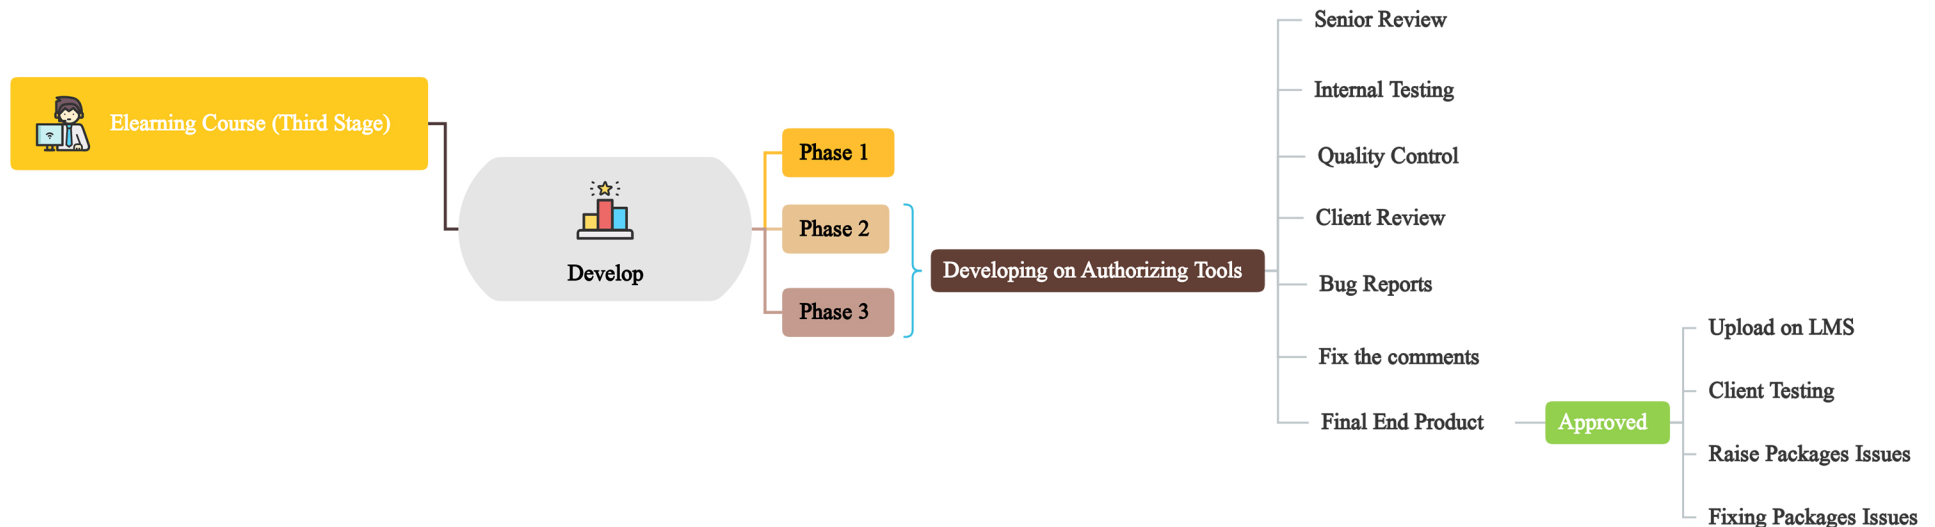 Elearning Course (Third Stage)
Develop
Phase 1
Phase 2
Phase 3
Developing on Authorizing Tools
Senior Review
Internal Testing
Quality Control
Client Review
Bug Reports
Fix the comments
Final End Product
Approved
Upload on LMS
Client Testing
Raise Packages Issues
Fixing Packages Issues